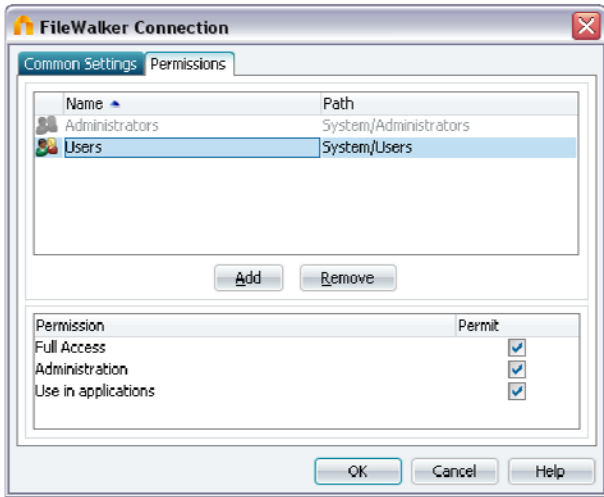 FileWalker Connection
Common Settings Permissions
Name Path
Administrators System/Administrators
Users System/Users
Add Remove
Permission Permit
Full Access
Administration
Use in applications
OK Cancel Help